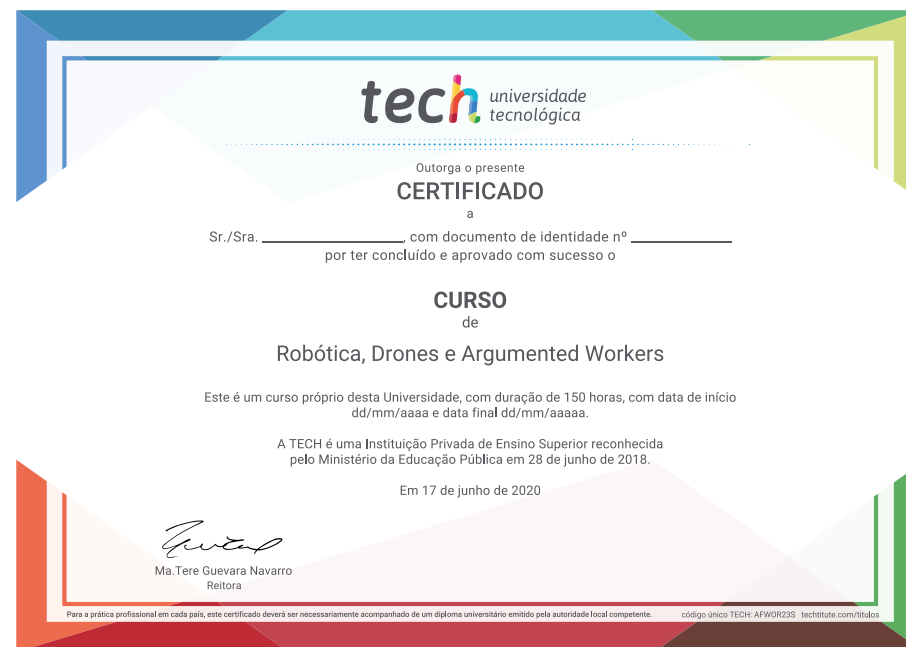 tech universidade
tecnológica
Outorga o presente
CERTIFICADO
a
Sr./Sra. ____________________, com documento de identidade nº ______________
por ter concluído e aprovado com sucesso o
CURSO
de
Robótica, Drones e Argumented Workers
Este é um curso próprio desta Universidade, com duração de 150 horas, com data de início
dd/mm/aaaa e data final dd/mm/aaaaa.
A TECH é uma Instituição Privada de Ensino Superior reconhecida
pelo Ministério da Educação Pública em 28 de junho de 2018.
Em 17 de junho de 2020
Ma.Tere Guevara Navarro
Reitora
Para a prática profissional em cada país, este certificado deverá ser necessariamente acompanhado de um diploma universitário emitido pela autoridade local competente. código único TECH: AFWOR23S techtitute.com/titulos